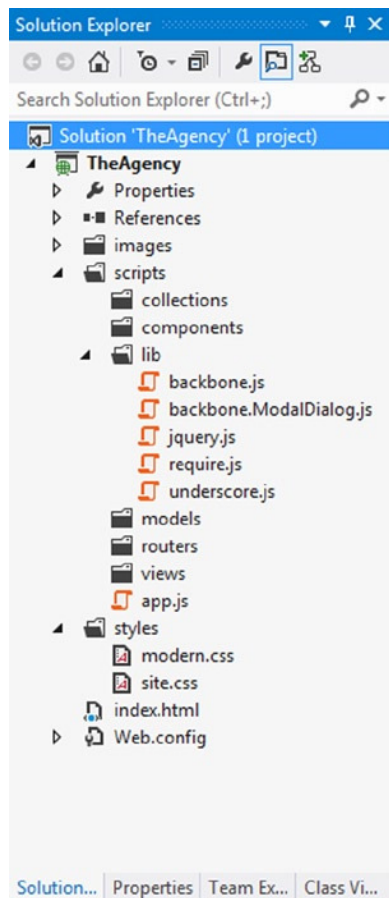 Solution Explorer
Search Solution Explorer (Ctrl+;)
Solution 'TheAgency' (1 project)
TheAgency
Properties
References
images
scripts
collections
components
lib
backbone.js
backbone.ModalDialog.js
jquery.js
require.js
underscore.js
models
routers
views
app.js
styles
modern.css
site.css
index.html
Web.config
Solution... Properties Team Ex... Class Vi...